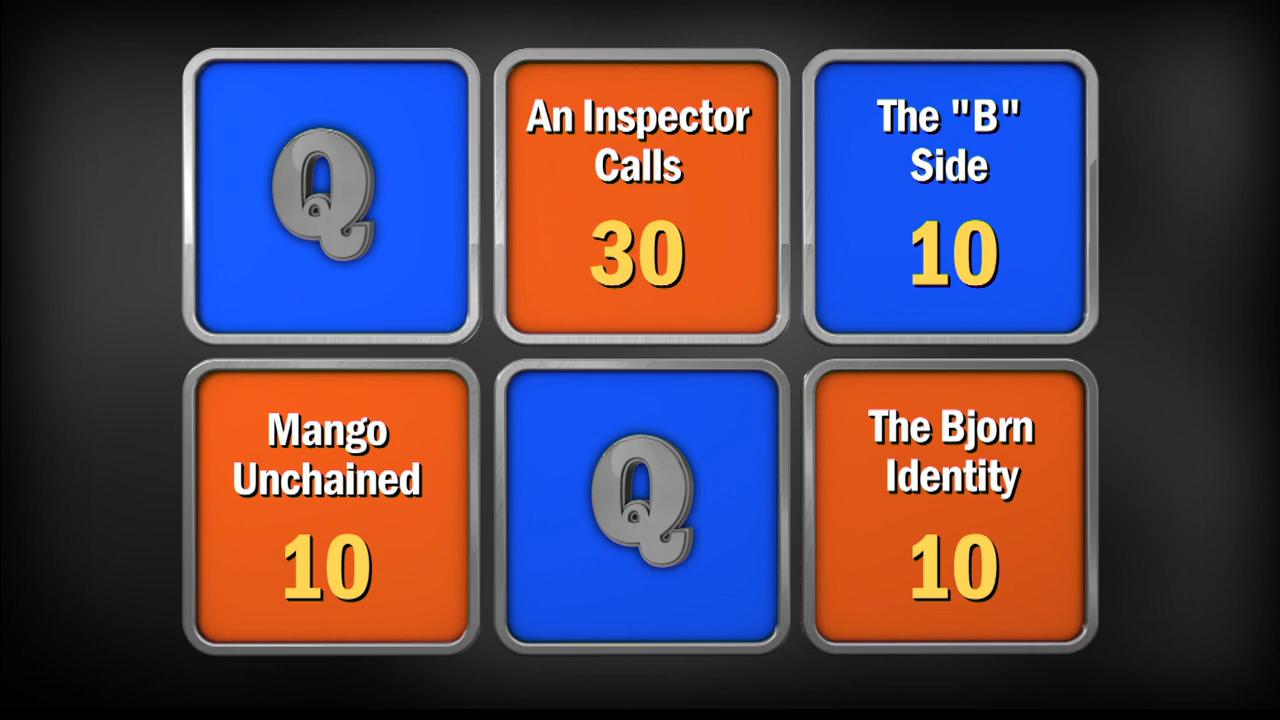 Q
An Inspector
Calls
30
The "B"
Side
10
Mango
Unchained
10
Q
The Bjorn
Identity
10